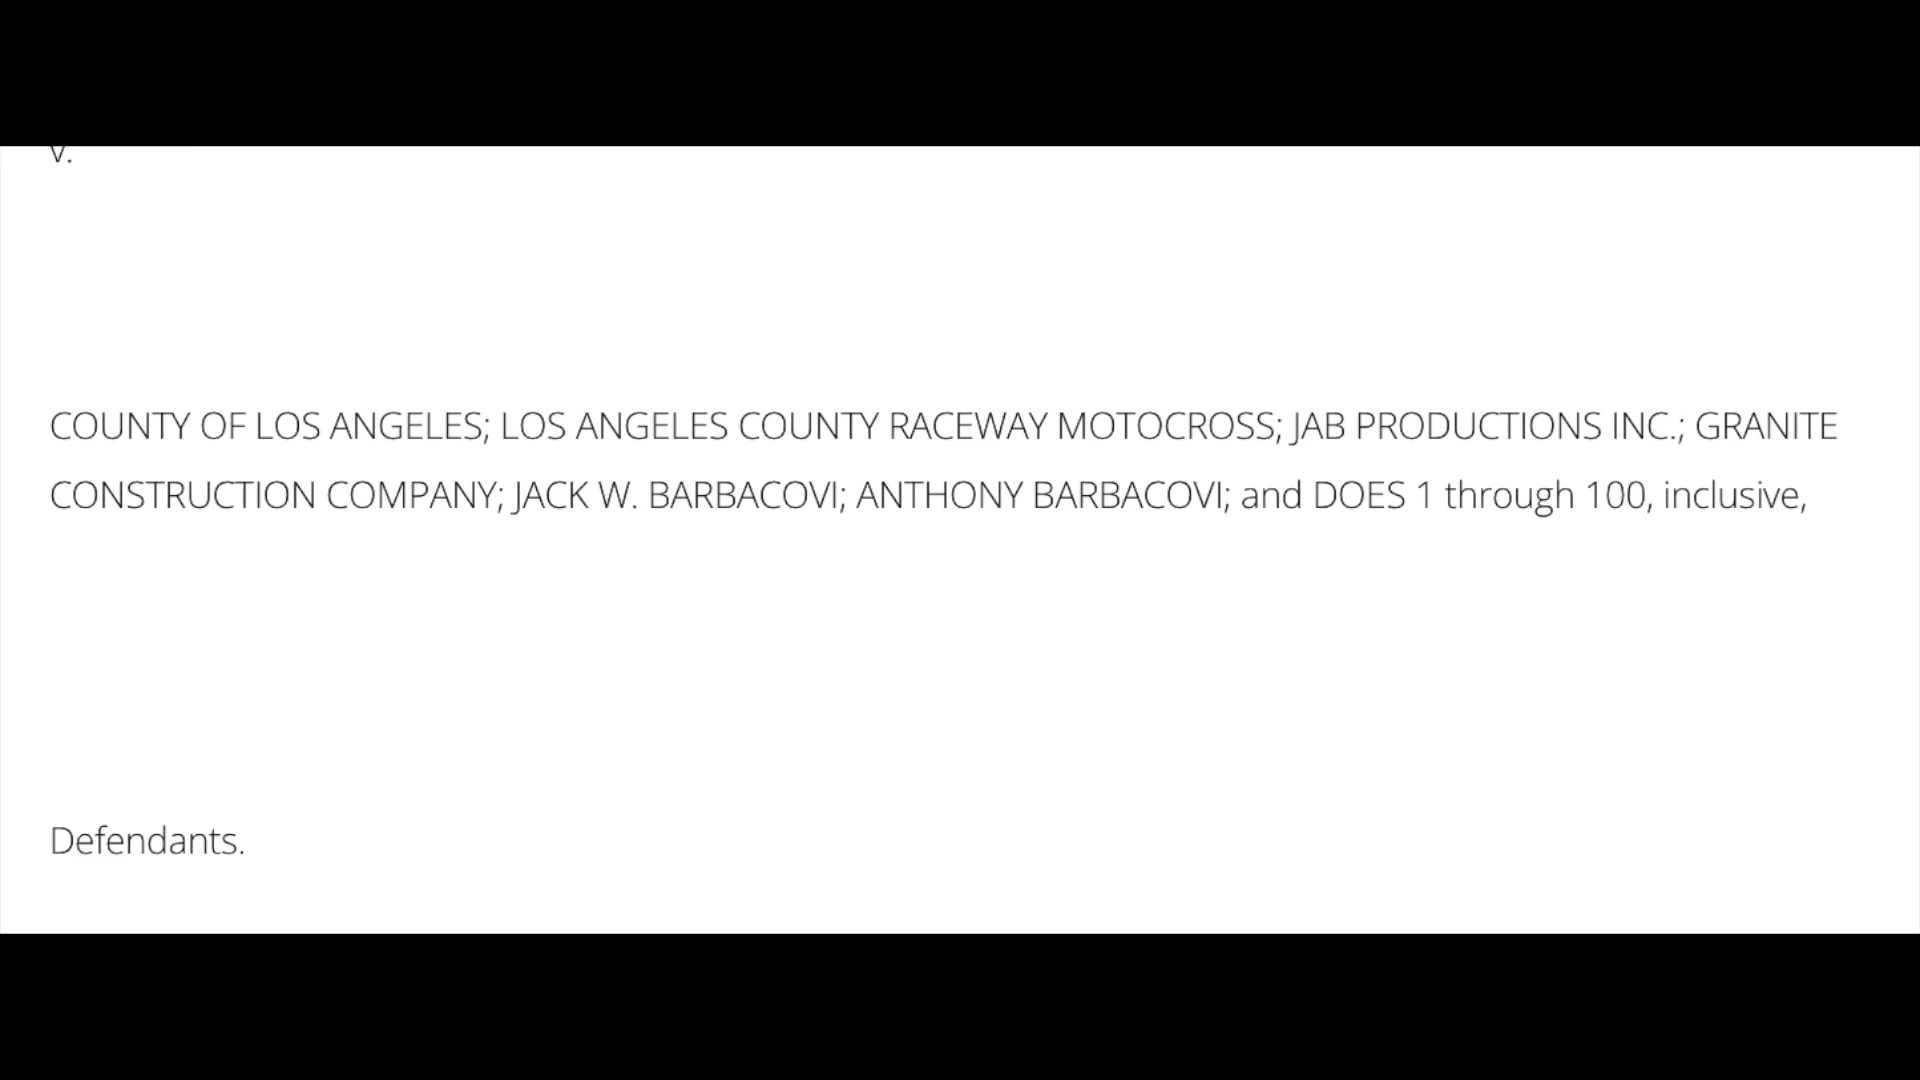 v.
COUNTY OF LOS ANGELES; LOS ANGELES COUNTY RACEWAY MOTOCROSS; JAB PRODUCTIONS INC.; GRANITE
CONSTRUCTION COMPANY; JACK W. BARBACOVI; ANTHONY BARBACOVI; and DOES 1 through 100, inclusive,
Defendants.